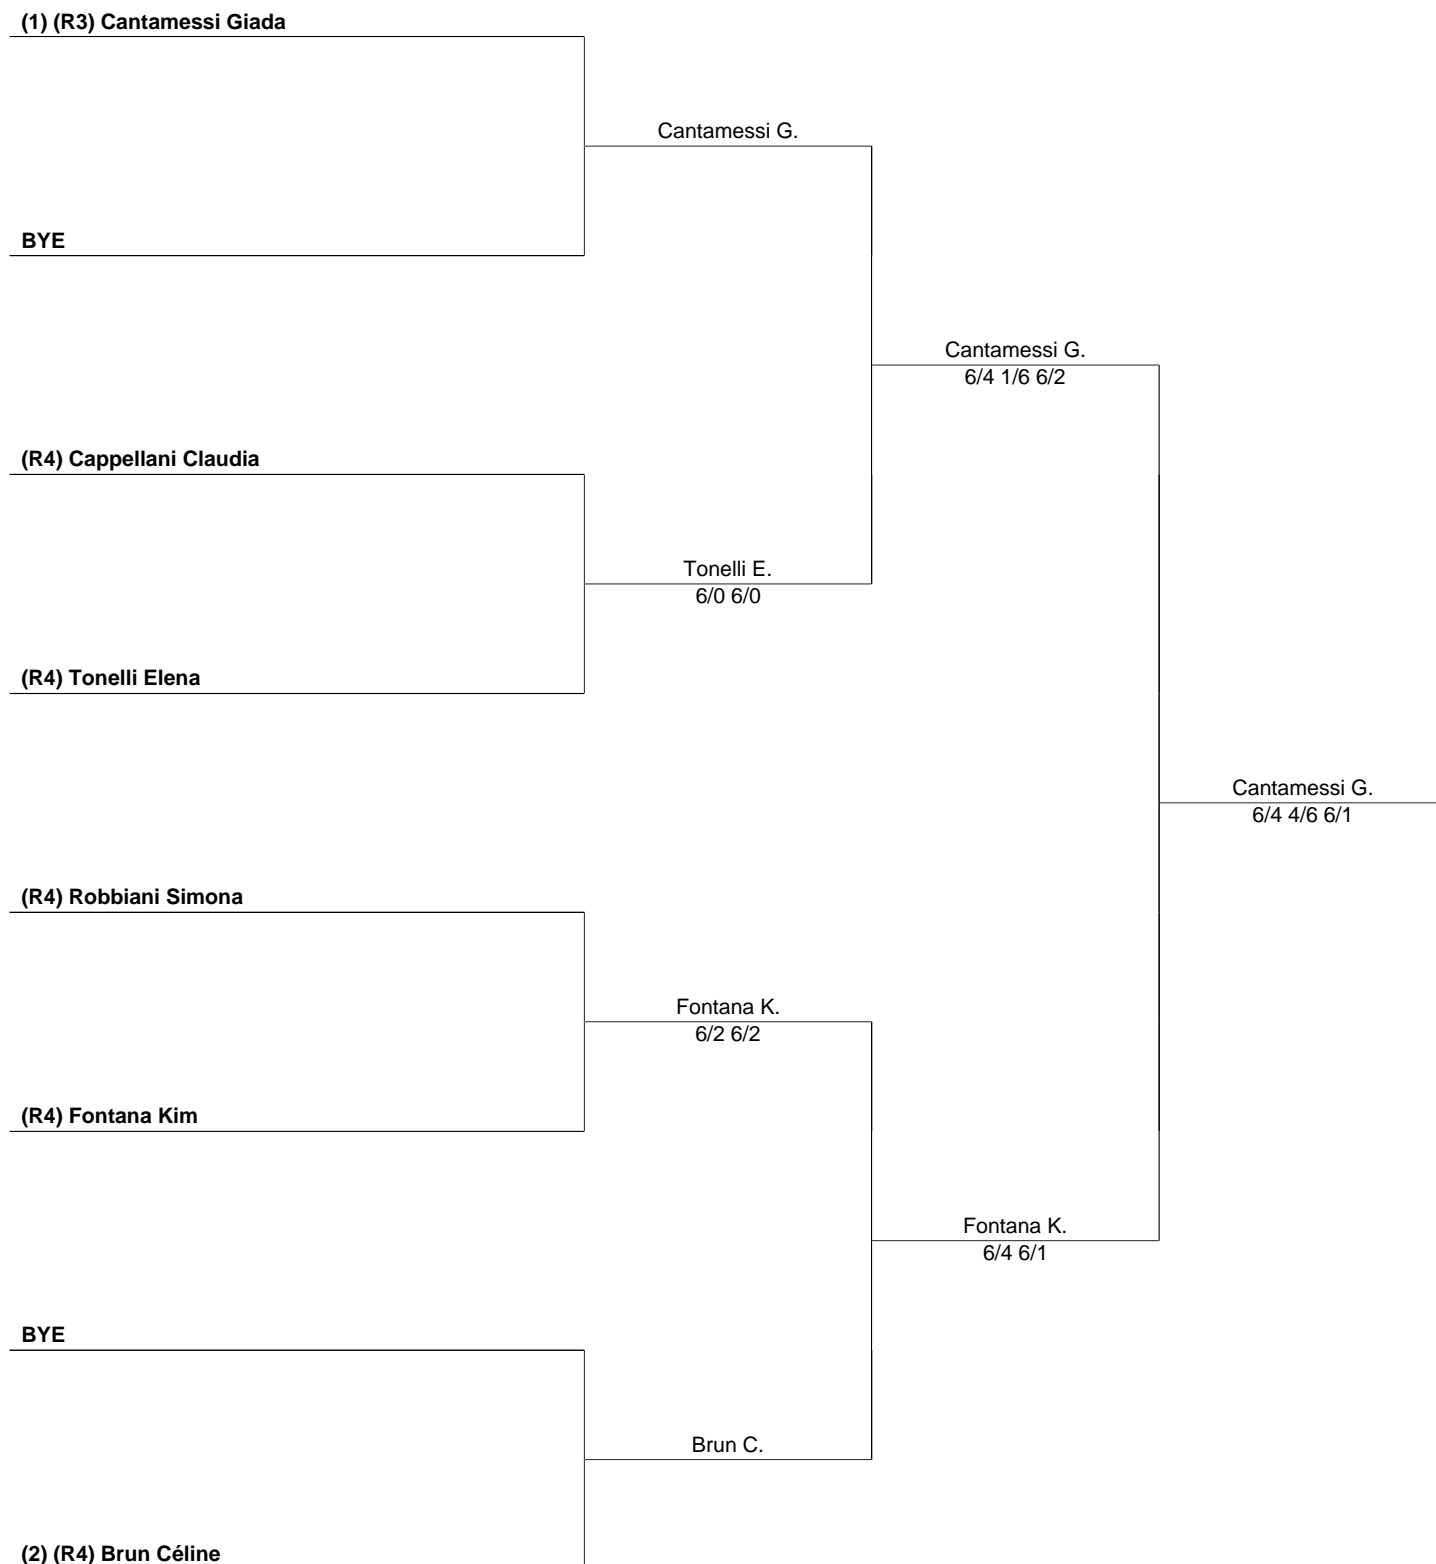 (1) (R3) Cantamessi Giada
Cantamessi G.
BYE
Cantamessi G.
6/4 1/6 6/2
(R4) Cappellani Claudia
Tonelli E.
6/0 6/0
(R4) Tonelli Elena
Cantamessi G.
6/4 4/6 6/1
(R4) Robbiani Simona
Fontana K.
6/2 6/2
(R4) Fontana Kim
Fontana K.
6/4 6/1
BYE
Brun C.
(2) (R4) Brun Céline